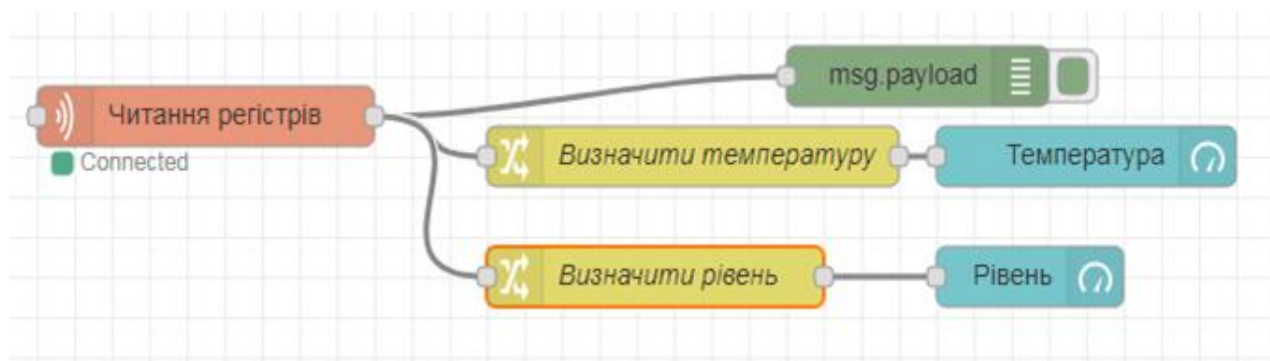 msg.payload
Читання регістрів
Connected
Визначити температуру
Температура
Визначити рівень
Рівень